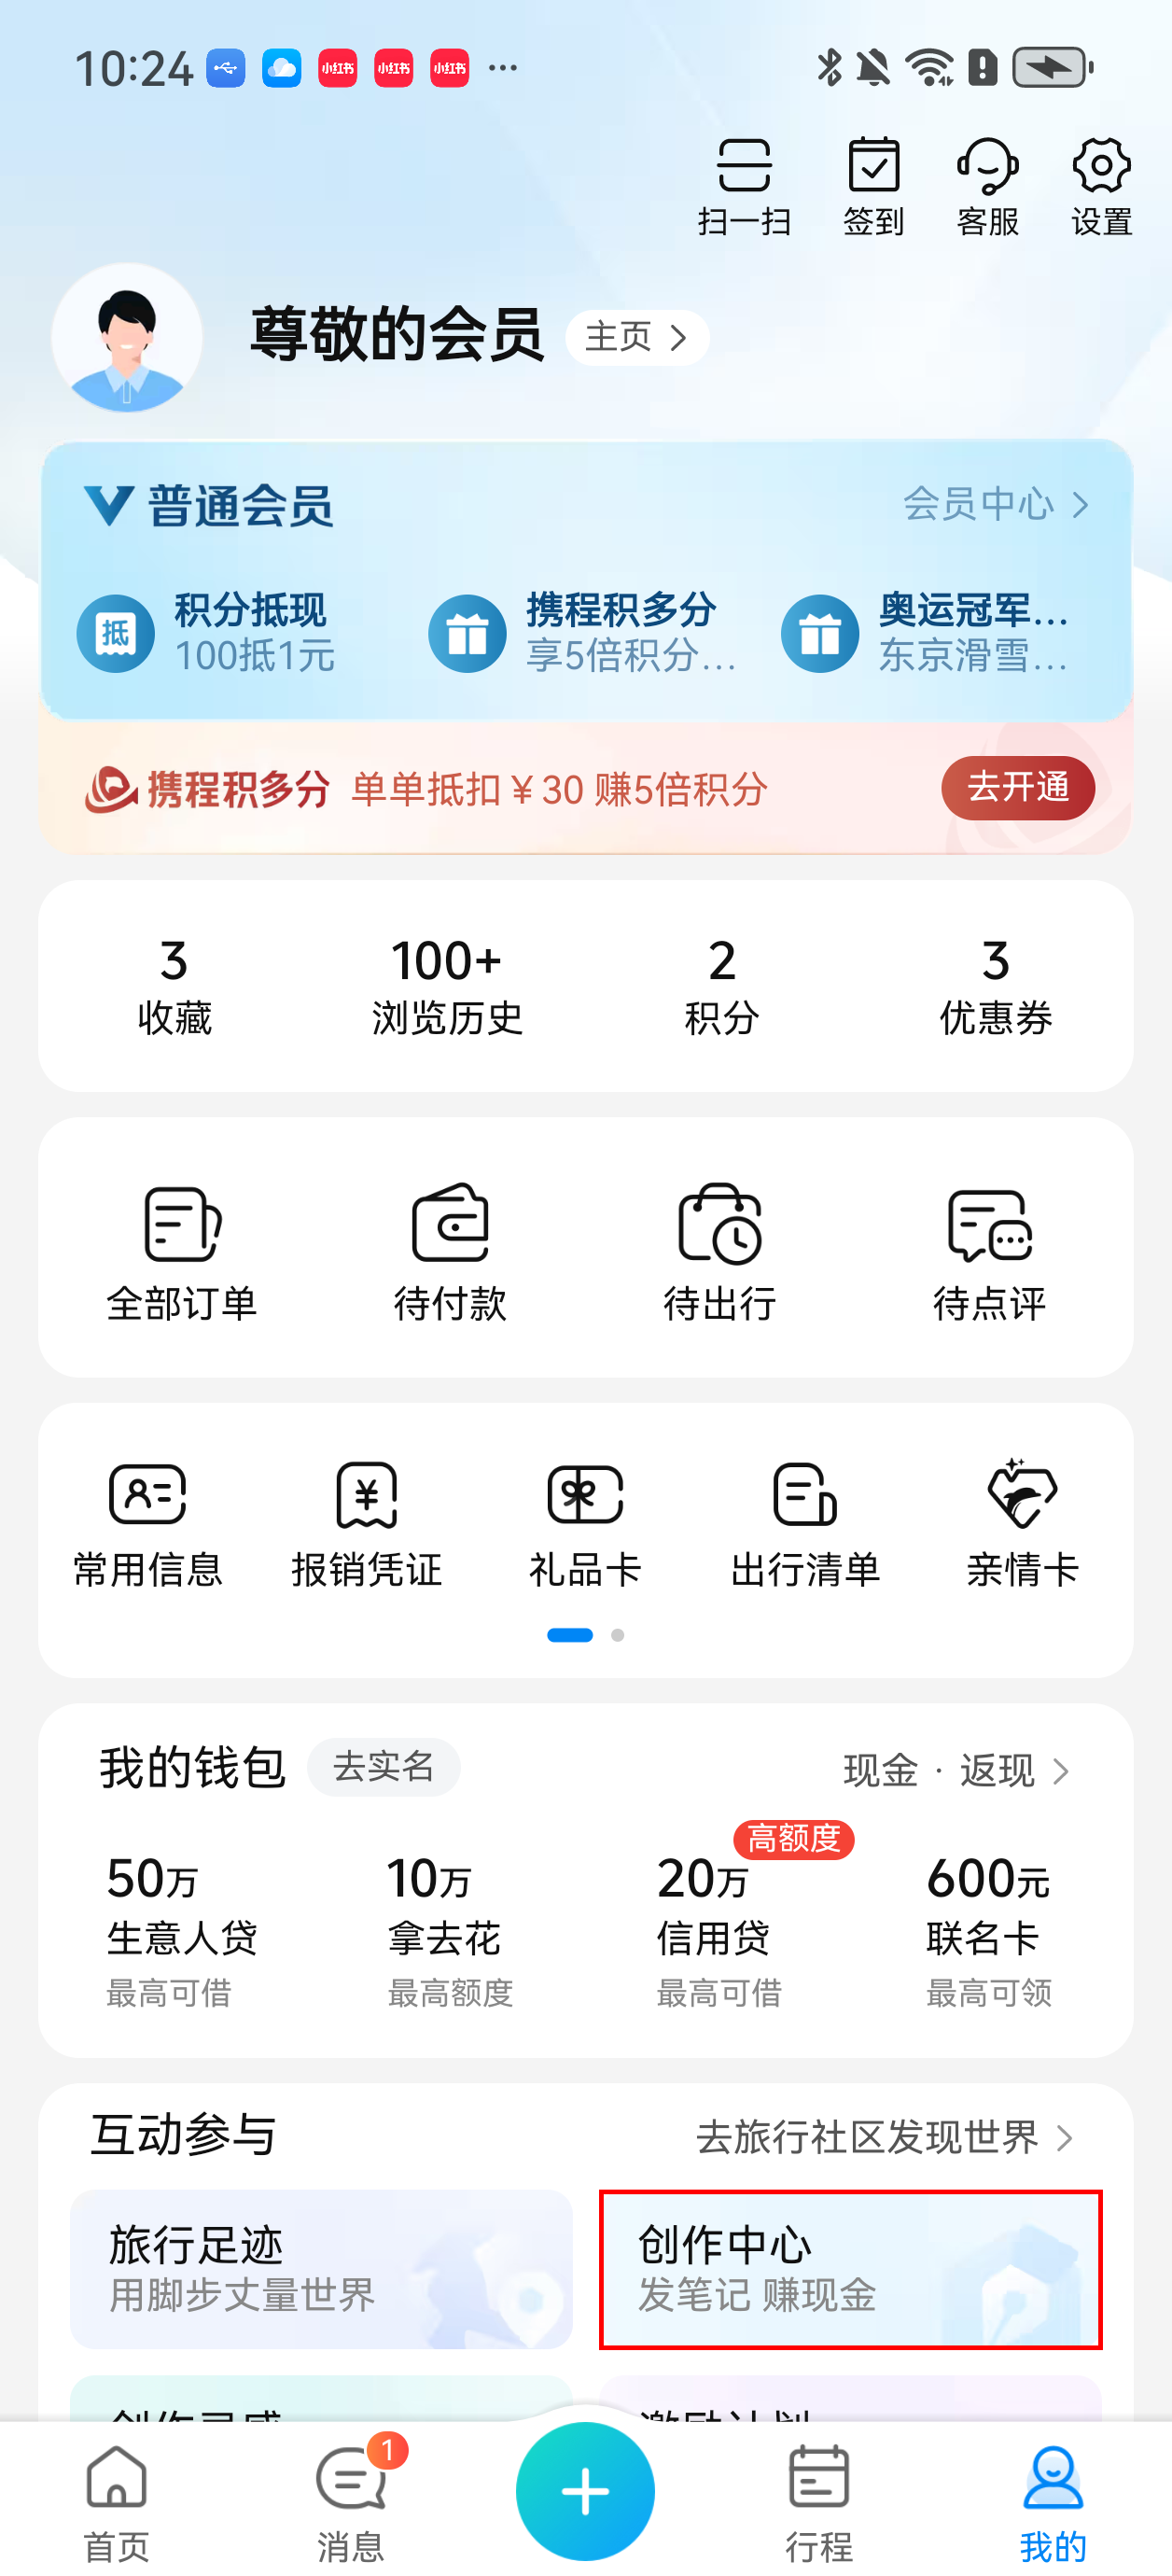 10:24 小红书 小红书 小红书 ...
扫一扫 签到 客服 设置
尊敬的会员 主页
普通会员 会员中心
抵 积分抵现 携程积多分 奥运冠军...
100抵1元 享5倍积分... 东京滑雪...
携程积多分 单单抵扣￥30 赚5倍积分 去开通
3 100+ 2 3
收藏 浏览历史 积分 优惠券
全部订单 待付款 待出行 待点评
常用信息 报销凭证 礼品卡 出行清单 亲情卡
我的钱包 去实名 现金 · 返现
高额度
50万 10万 20万 600元
生意人贷 拿去花 信用贷 联名卡
最高可借 最高额度 最高可借 最高可领
互动参与 去旅行社区发现世界
旅行足迹 创作中心
用脚步丈量世界 发笔记 赚现金
创作灵感 激励计划
1
首页 消息 行程 我的